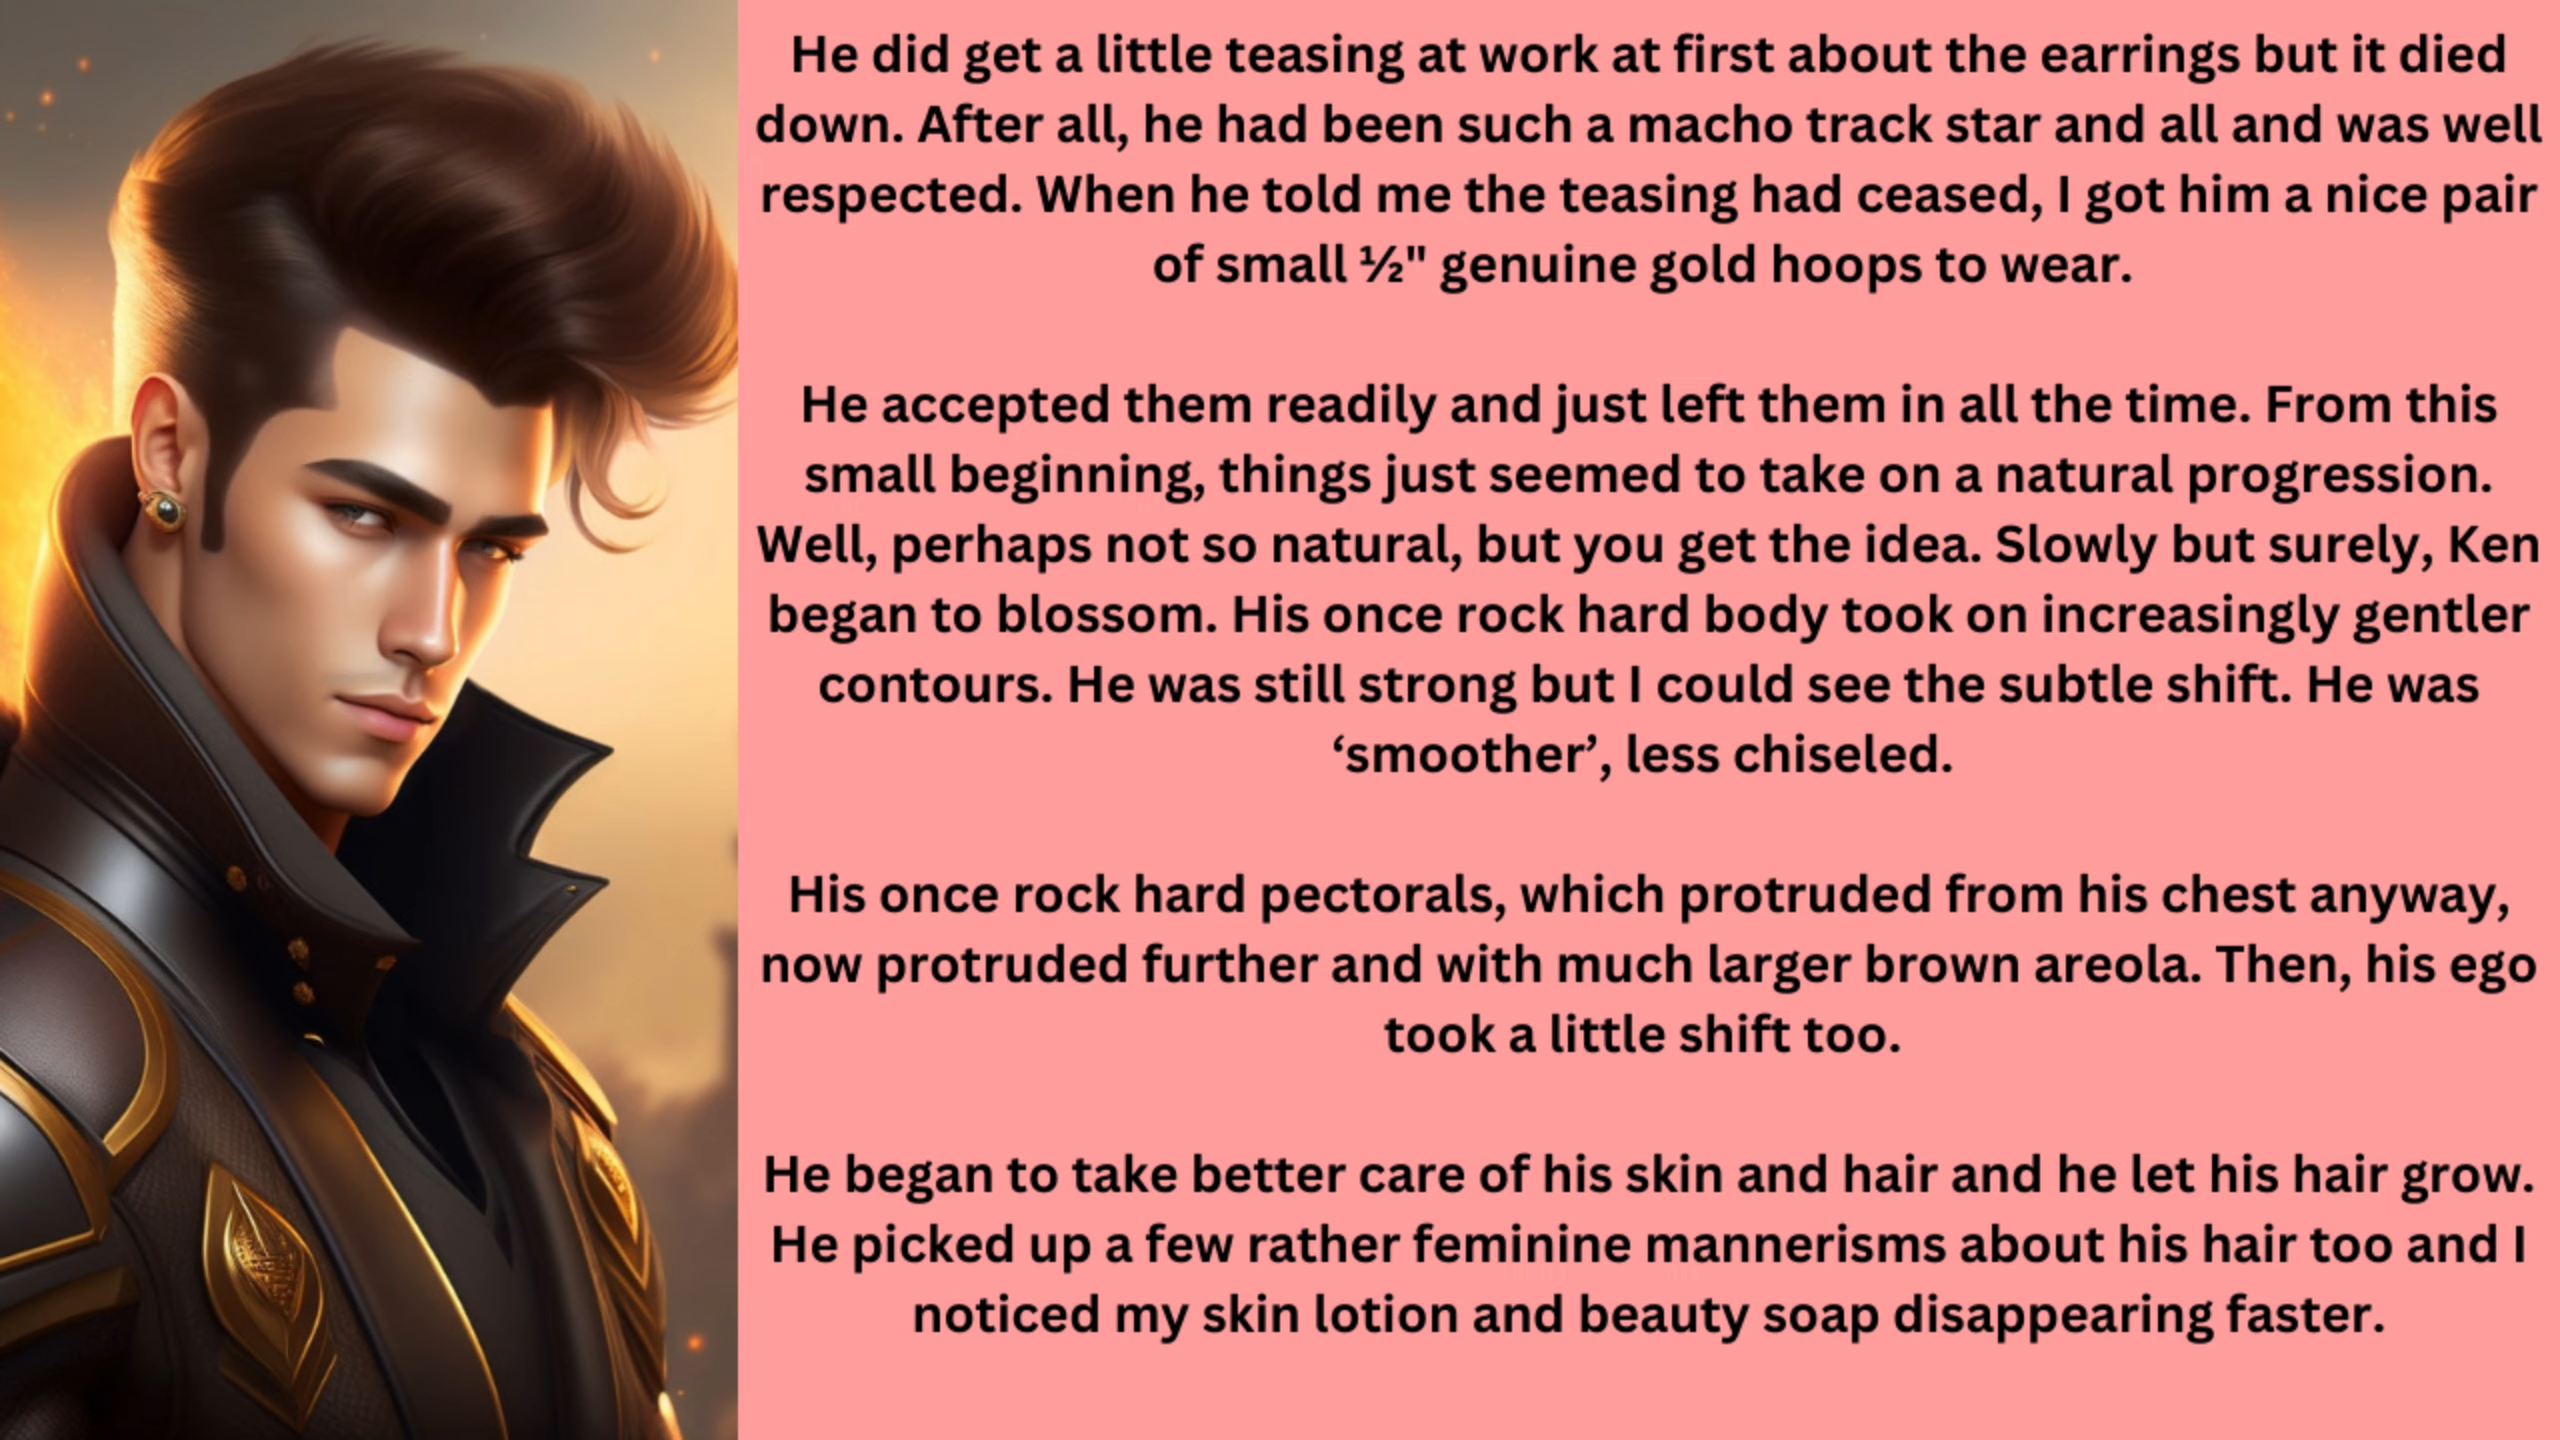 He did get a little teasing at work at first about the earrings but it died
down. After all, he had been such a macho track star and all and was well
respected. When he told me the teasing had ceased, I got him a nice pair
of small ½" genuine gold hoops to wear.
He accepted them readily and just left them in all the time. From this
small beginning, things just seemed to take on a natural progression.
Well, perhaps not so natural, but you get the idea. Slowly but surely, Ken
began to blossom. His once rock hard body took on increasingly gentler
contours. He was still strong but I could see the subtle shift. He was
‘smoother’, less chiseled.
His once rock hard pectorals, which protruded from his chest anyway,
now protruded further and with much larger brown areola. Then, his ego
took a little shift too.
He began to take better care of his skin and hair and he let his hair grow.
He picked up a few rather feminine mannerisms about his hair too and I
noticed my skin lotion and beauty soap disappearing faster.